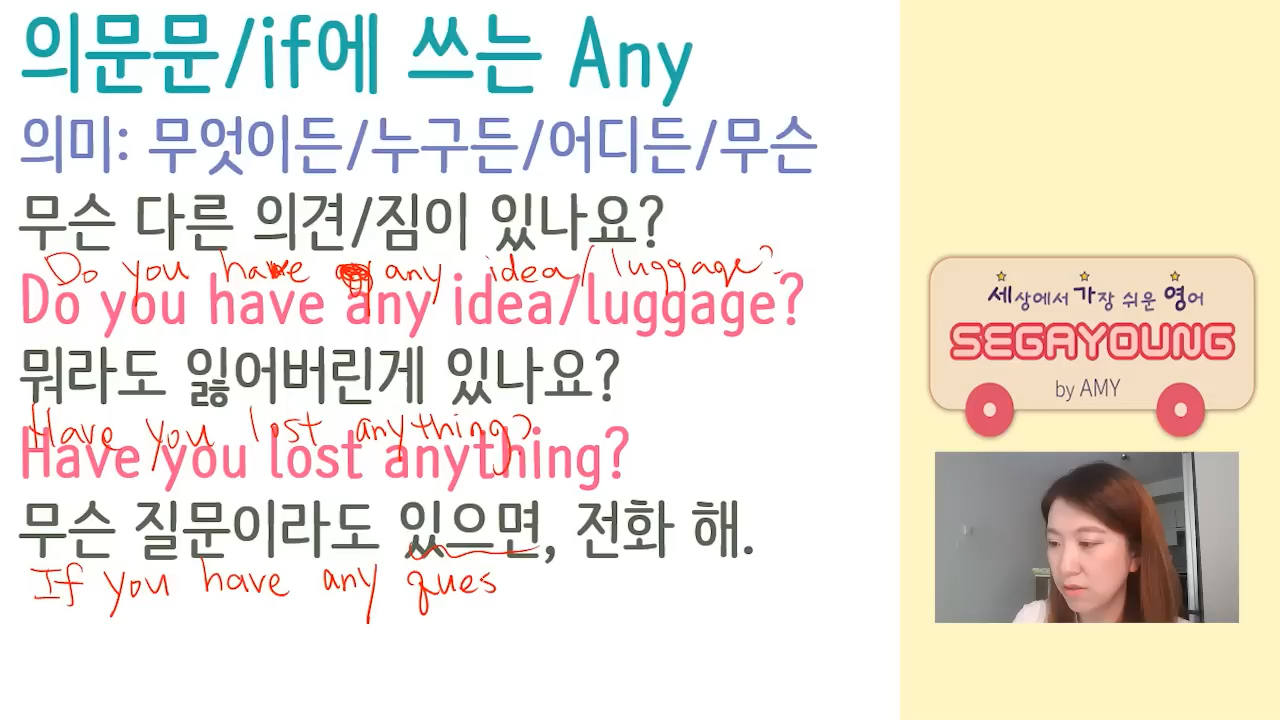 의문문/if에 쓰는 Any
의미: 무엇이든/누구든/어디든/무슨
무슨 다른 의견/짐이 있나요?
Do you have any idea/luggage?
Do you have any idea/luggage?
뭐라도 잃어버린게 있나요?
Have you lost anything?
Have you lost anything?
무슨 질문이라도 있으면, 전화 해.
If you have any ques
세상에서 가장 쉬운 영어
SEGAYOUNG
by AMY